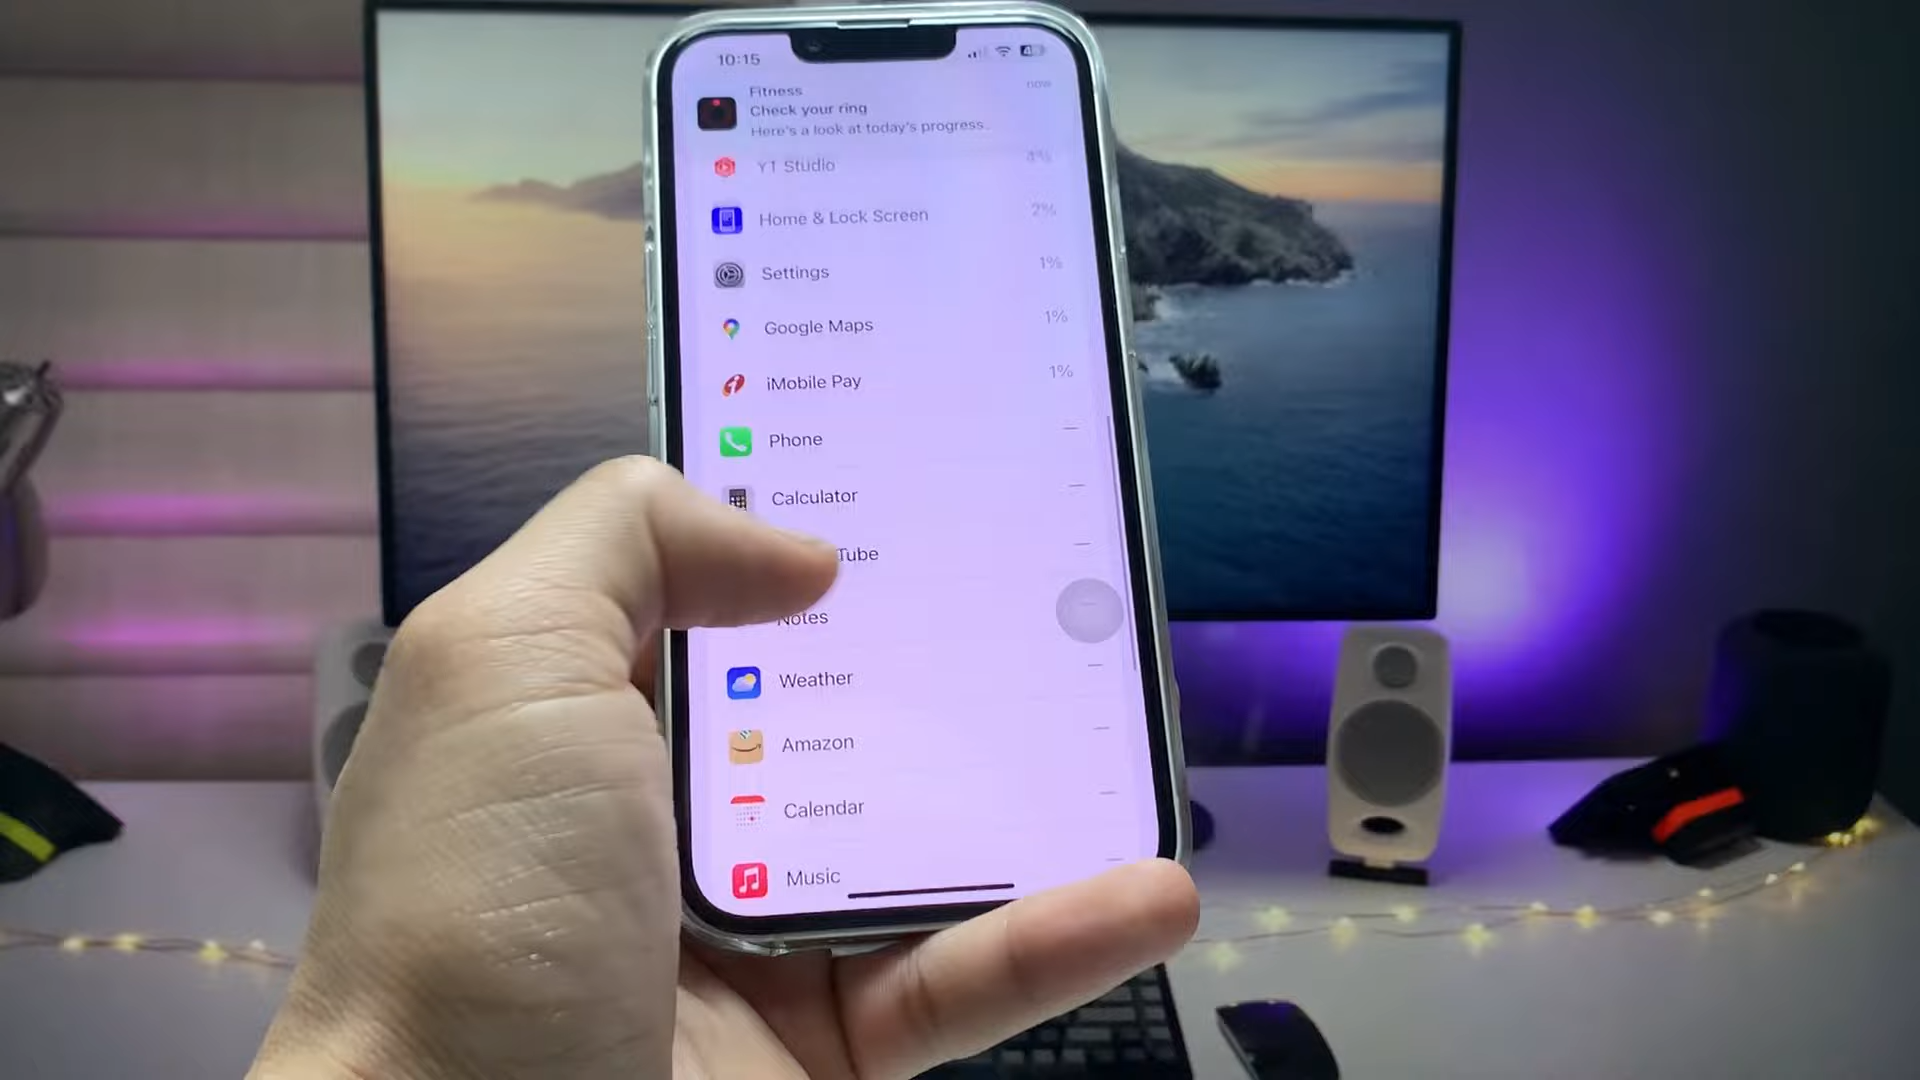 10:15
Fitness
now
Check your ring
Here's a look at today's progress..
YT Studio
4%
Home & Lock Screen
2%
Settings
1%
Google Maps
1%
iMobile Pay
1%
Phone
—
Calculator
—
Tube
—
Notes
—
Weather
—
Amazon
—
Calendar
—
Music
—